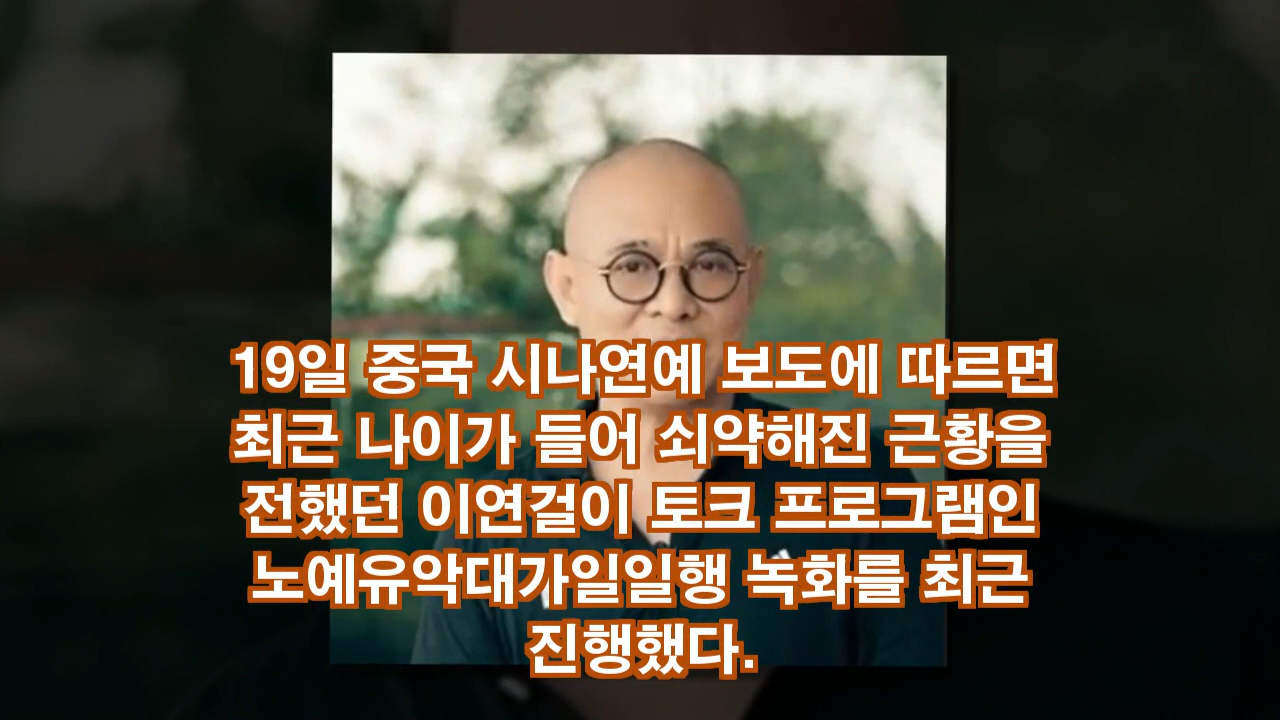 19일 중국 시나연예 보도에 따르면
최근 나이가 들어 쇠약해진 근황을
전했던 이연걸이 토크 프로그램인
노예유악대가일일행 녹화를 최근
진행했다.